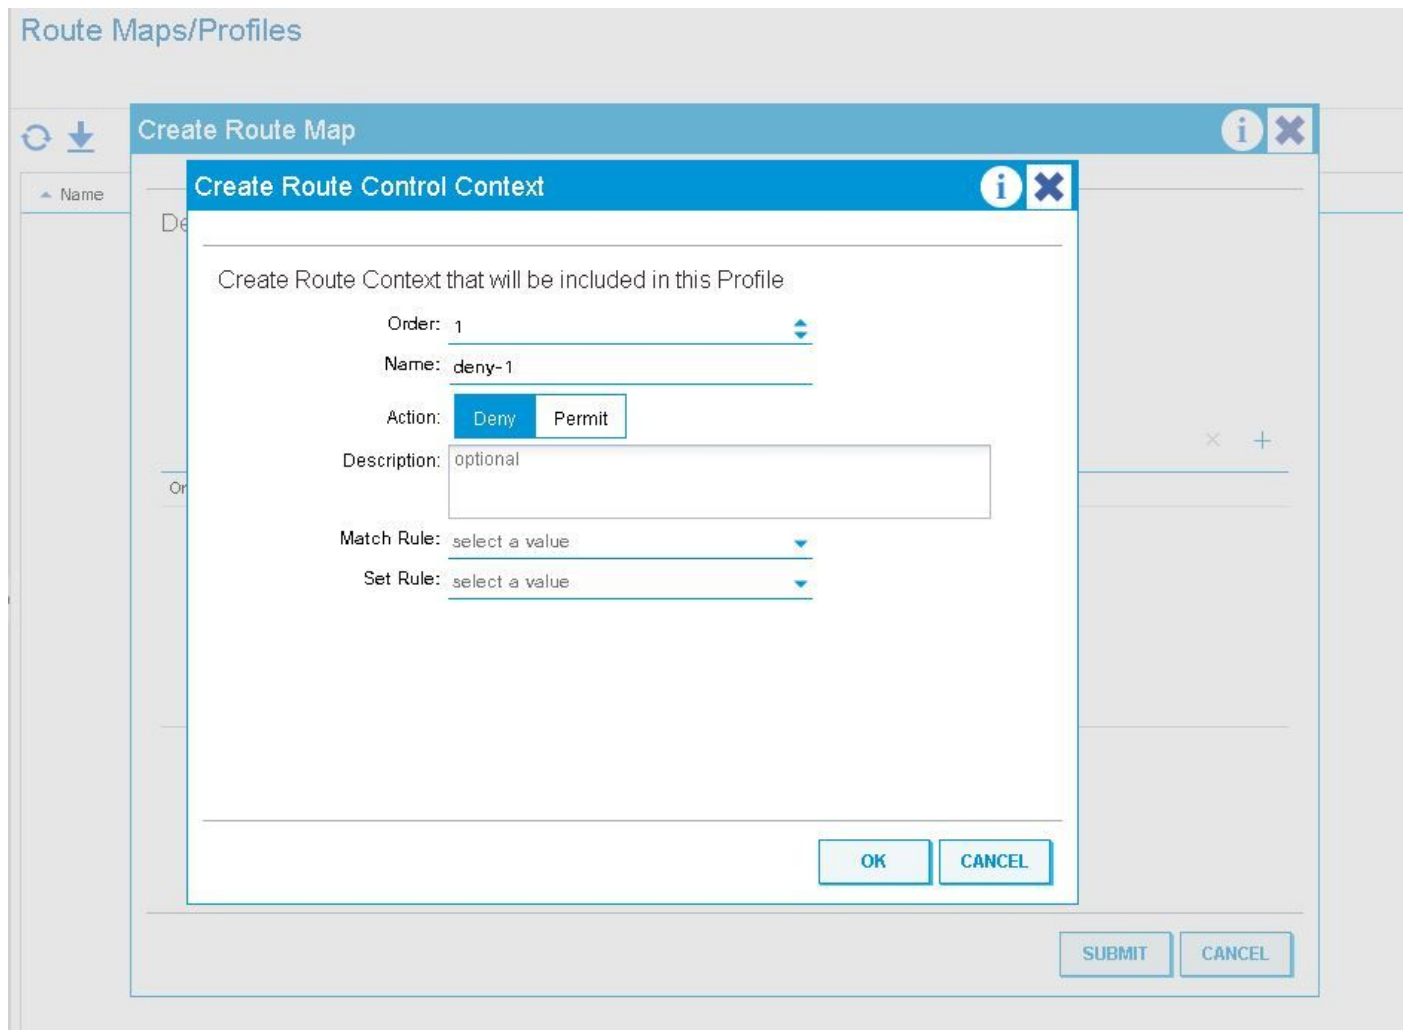 Route Maps/Profiles
Create Route Map
Name
Create Route Control Context
Create Route Context that will be included in this Profile
Order: 1
Name: deny-1
Action: Deny Permit
Description: optional
Match Rule: select a value
Set Rule: select a value
OK CANCEL
SUBMIT CANCEL